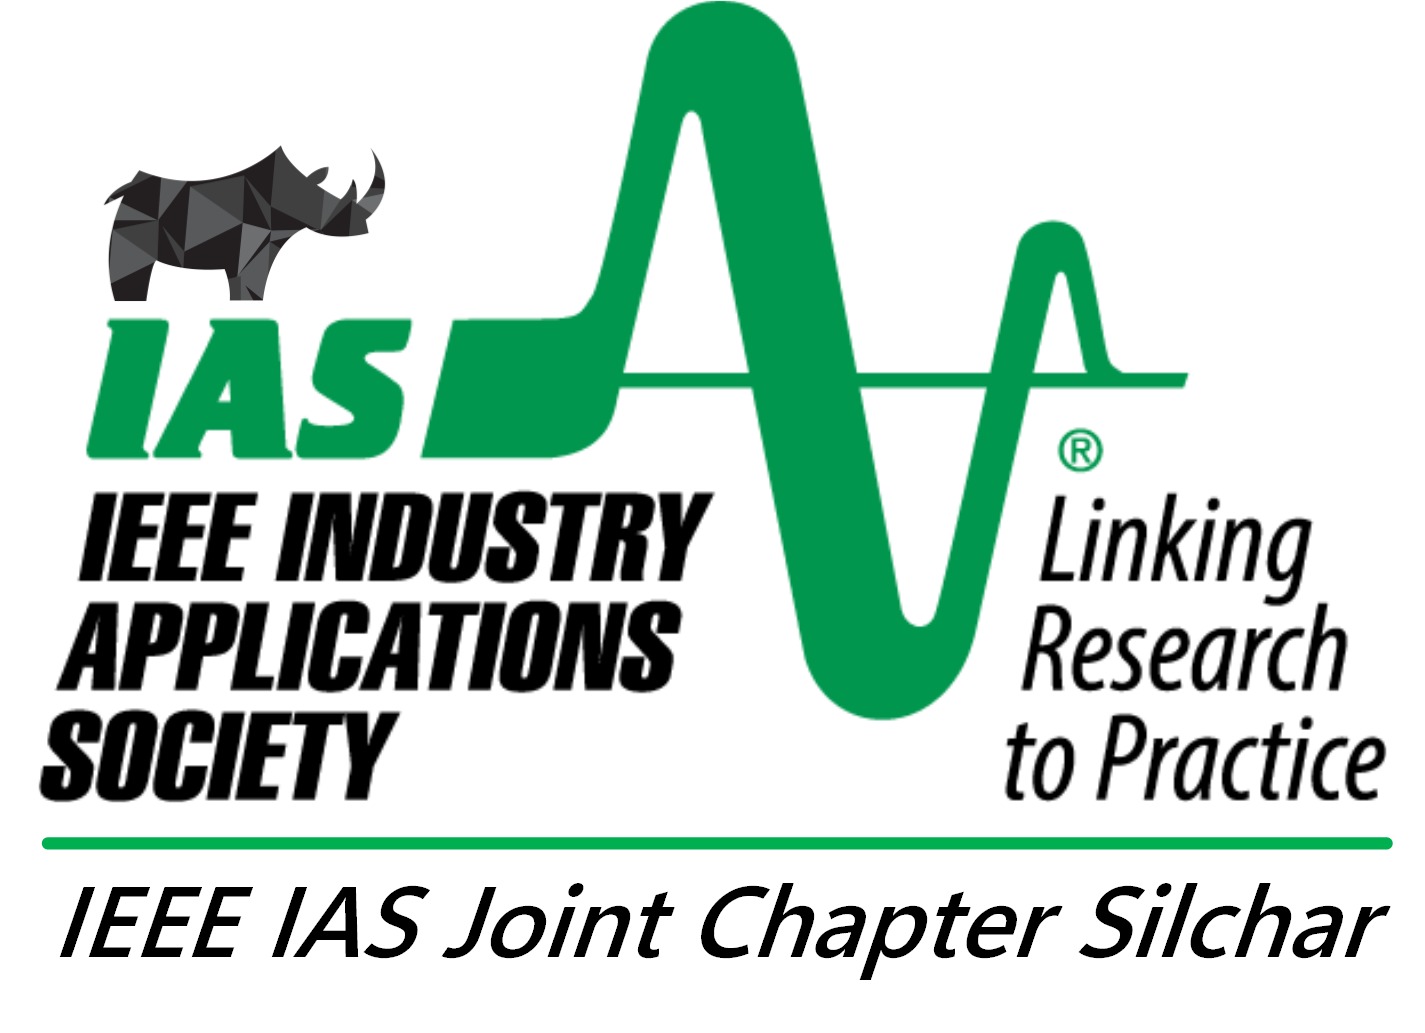 IAS
®
IEEE INDUSTRY
APPLICATIONS
SOCIETY
Linking
Research
to Practice
IEEE IAS Joint Chapter Silchar